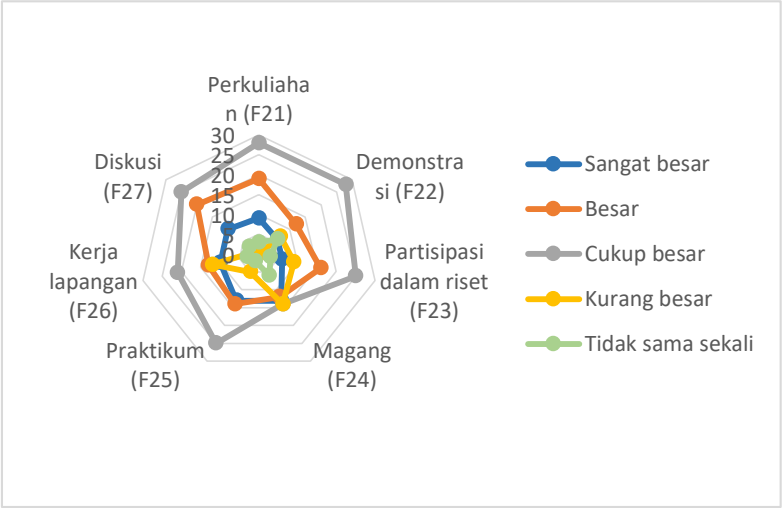 Perkuliaha
n (F21)
30
25
20
15
10
5
0
Demonstra
si (F22)
Partisipasi
dalam riset
(F23)
Magang
(F24)
Praktikum
(F25)
Kerja
lapangan
(F26)
Diskusi
(F27)
Sangat besar
Besar
Cukup besar
Kurang besar
Tidak sama sekali